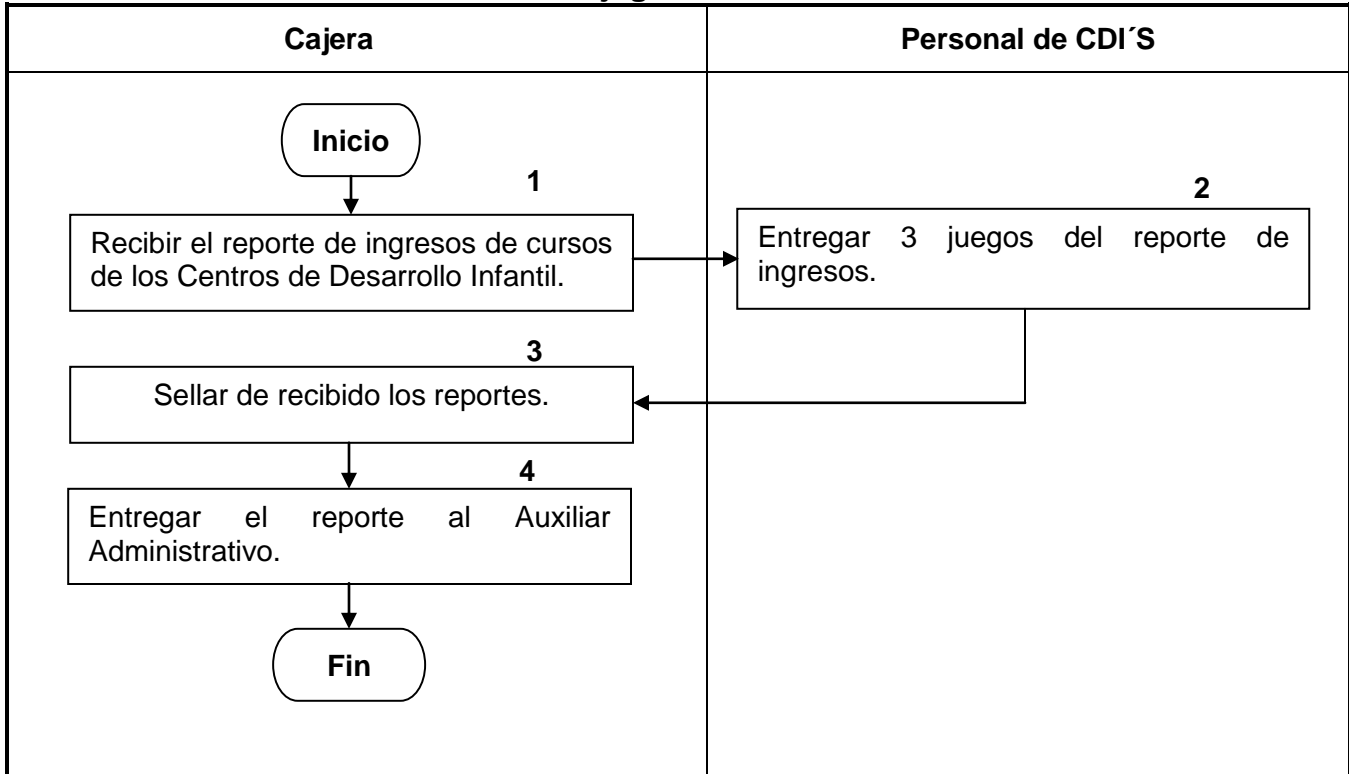 Cajera
Personal de CDI´S
Inicio
1
Recibir el reporte de ingresos de cursos
de los Centros de Desarrollo Infantil.
2
Entregar 3 juegos del reporte de
ingresos.
3
Sellar de recibido los reportes.
4
Entregar el reporte al Auxiliar
Administrativo.
Fin